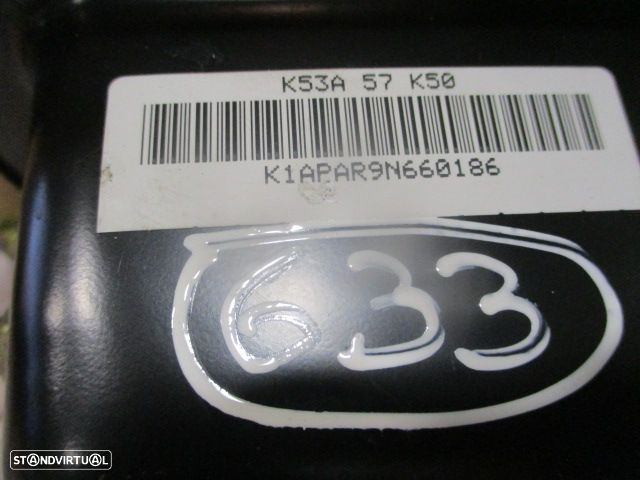 K53A 57 K50
K1APAR9N660186
633
STANDVIRTUAL